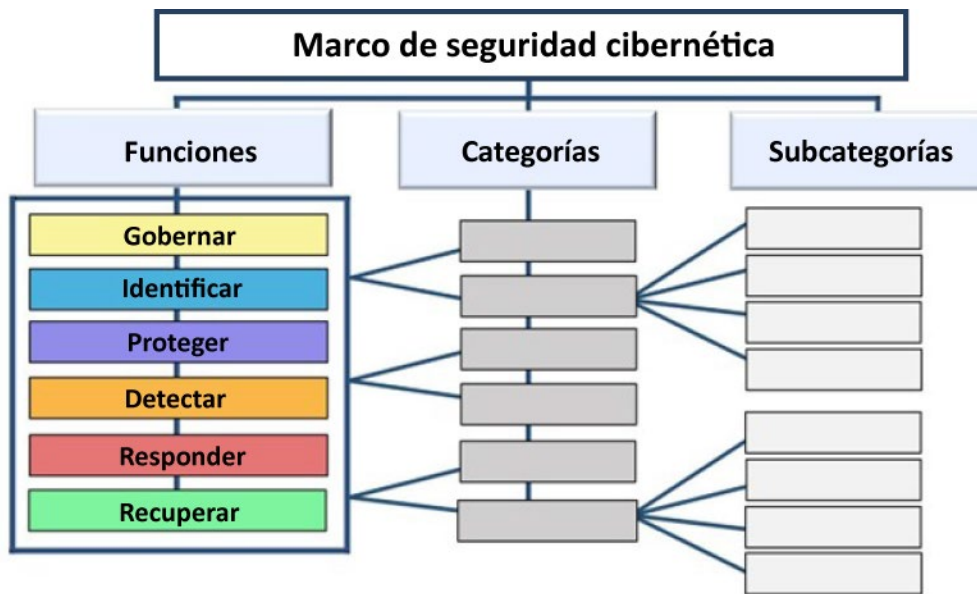 Marco de seguridad cibernética
Funciones
Categorías
Subcategorías
Gobernar
Identificar
Proteger
Detectar
Responder
Recuperar